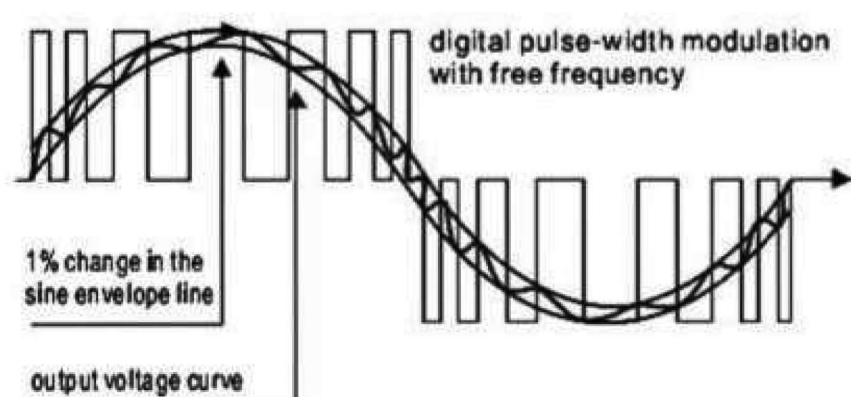 digital pulse-width modulation
with free frequency
1% change in the
sine envelope line
output voltage curve